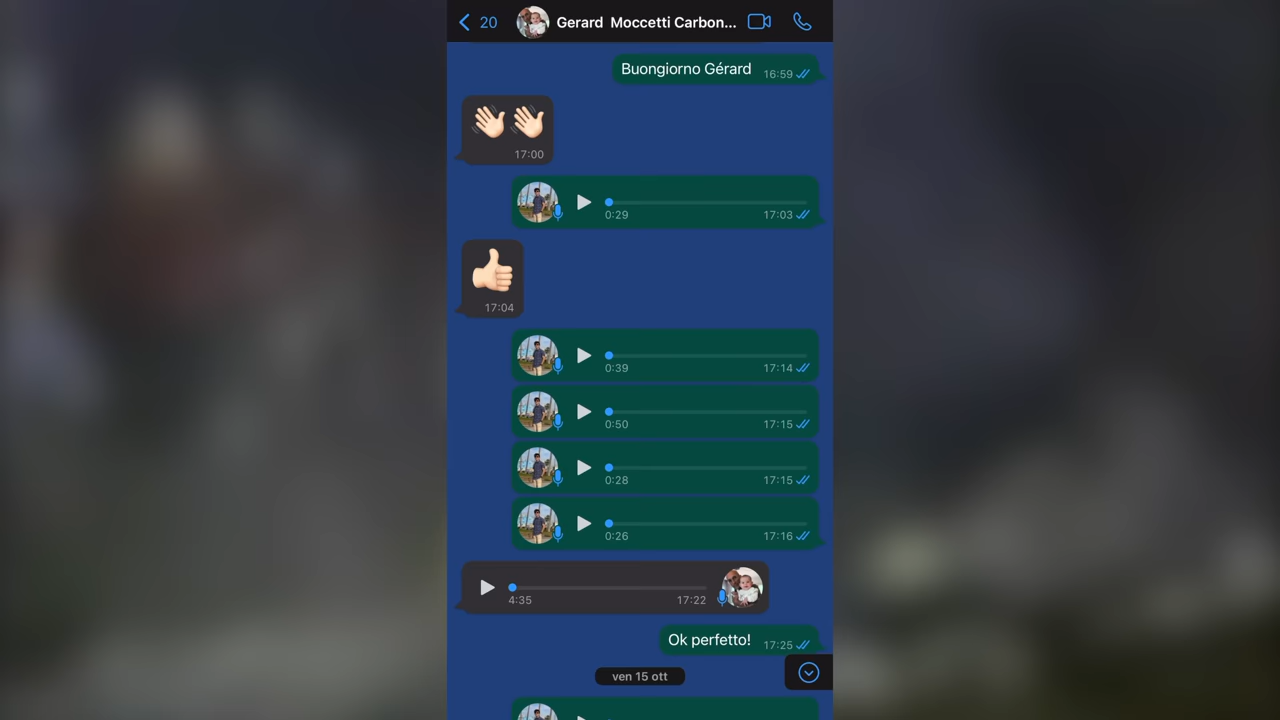 20
Gerard Moccetti Carbon...
Buongiorno Gérard 16:59
👋🏻👋🏻
17:00
0:29 17:03
👍🏻
17:04
0:39 17:14
0:50 17:15
0:28 17:15
0:26 17:16
4:35 17:22
Ok perfetto! 17:25
ven 15 ott